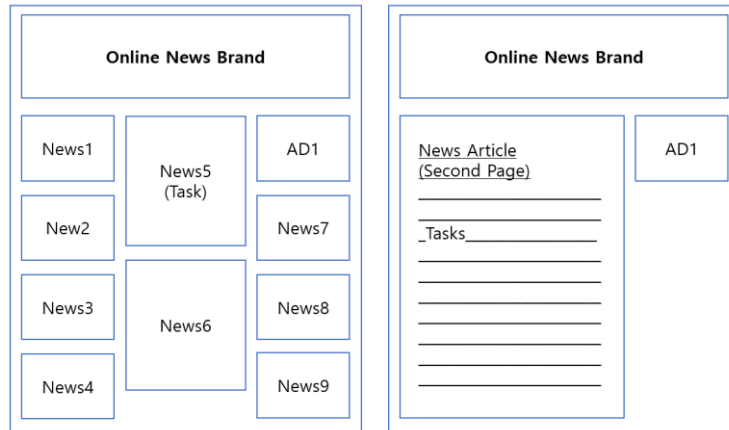 Online News Brand
News1
New2
News3
News4
News5
(Task)
News6
AD1
News7
News8
News9
Online News Brand
News Article
(Second Page)
_Tasks_
AD1